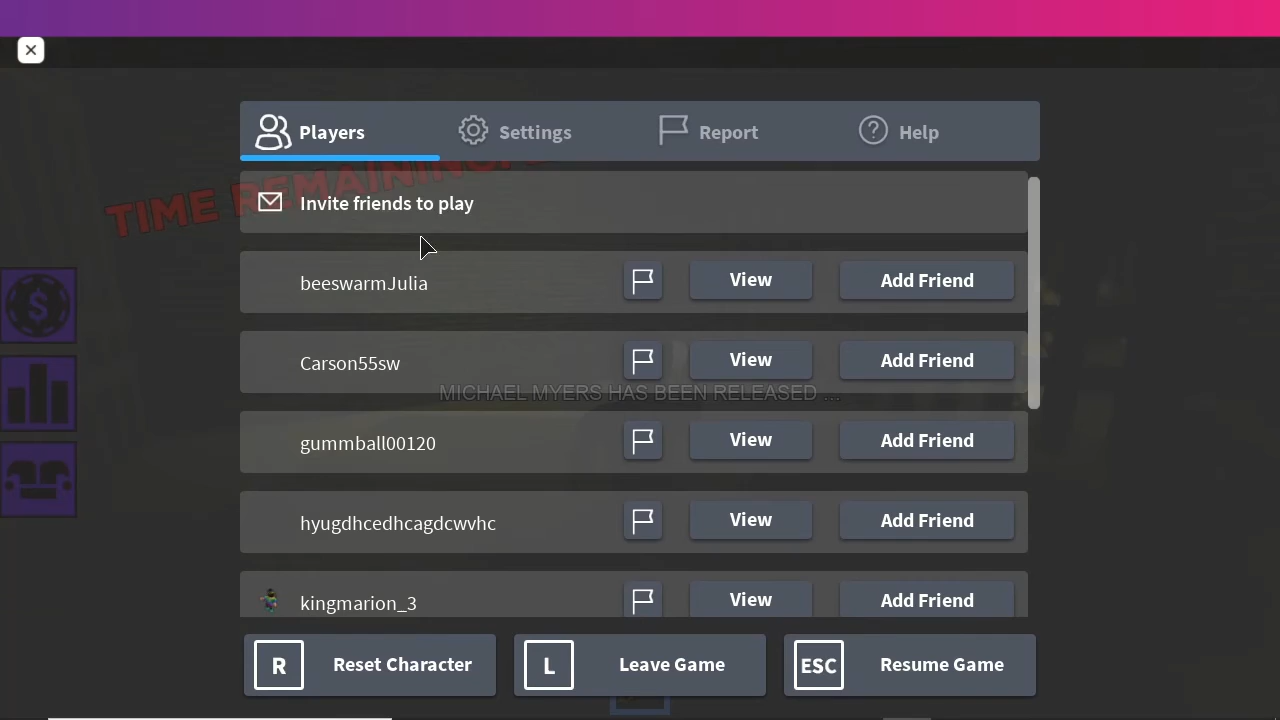 Players
Settings
Report
Help
TIME REMAINING:
Invite friends to play
beeswarmJulia
View
Add Friend
Carson55sw
View
Add Friend
MICHAEL MYERS HAS BEEN RELEASED ...
gummball00120
View
Add Friend
hyugdhcedhcagdcwvhc
View
Add Friend
kingmarion_3
View
Add Friend
R
Reset Character
L
Leave Game
ESC
Resume Game